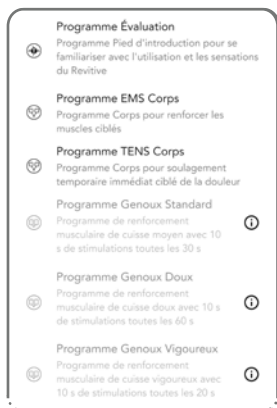 Programme Évaluation
Programme Pied d'introduction pour se
familiariser avec l'utilisation et les sensations
du Revitive
Programme EMS Corps
Programme Corps pour renforcer les
muscles ciblés
Programme TENS Corps
Programme Corps pour soulagement
temporaire immédiat ciblé de la douleur
Programme Genoux Standard
Programme de renforcement
musculaire de cuisse moyen avec 10
s de stimulations toutes les 30 s
Programme Genoux Doux
Programme de renforcement
musculaire de cuisse doux avec 10 s
de stimulations toutes les 60 s
Programme Genoux Vigoureux
Programme de renforcement
musculaire de cuisse vigoureux avec
10 s de stimulations toutes les 20 s